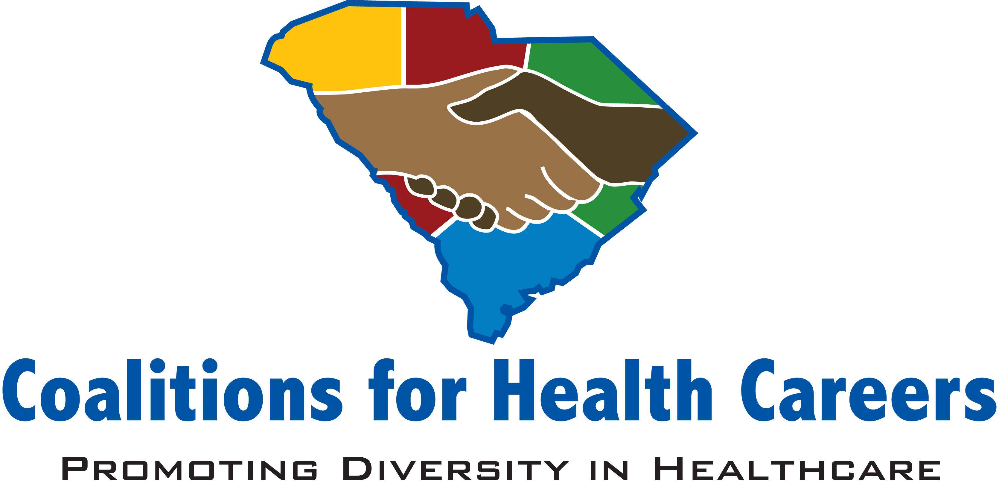 Coalitions for Health Careers
Promoting Diversity in Healthcare